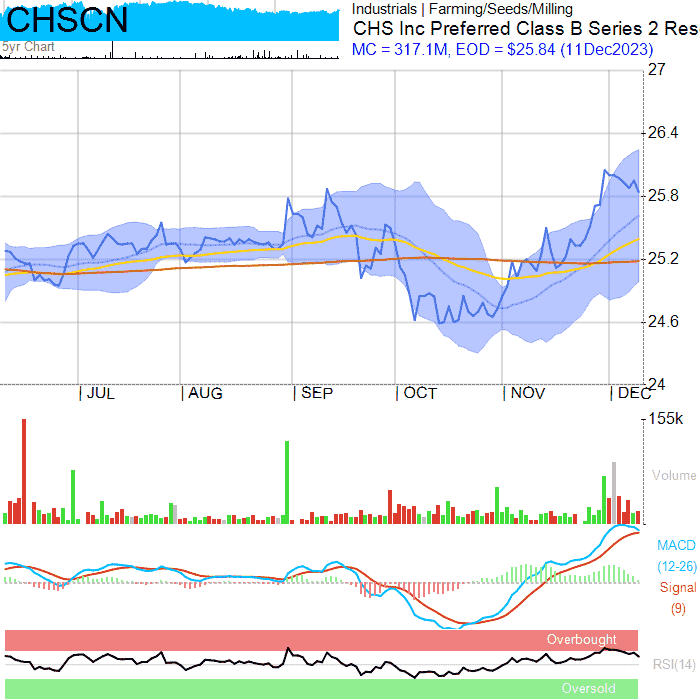 CHSCN
5yr Chart
Industrials | Farming/Seeds/Milling
CHS Inc Preferred Class B Series 2 Res
MC = 317.1M, EOD = $25.84 (11Dec2023)
27
26.4
25.8
25.2
24.6
24
| JUL | AUG | SEP | OCT | NOV | DEC
155k
Volume
MACD
(12-26)
Signal
(9)
Overbought
RSI(14)
Oversold